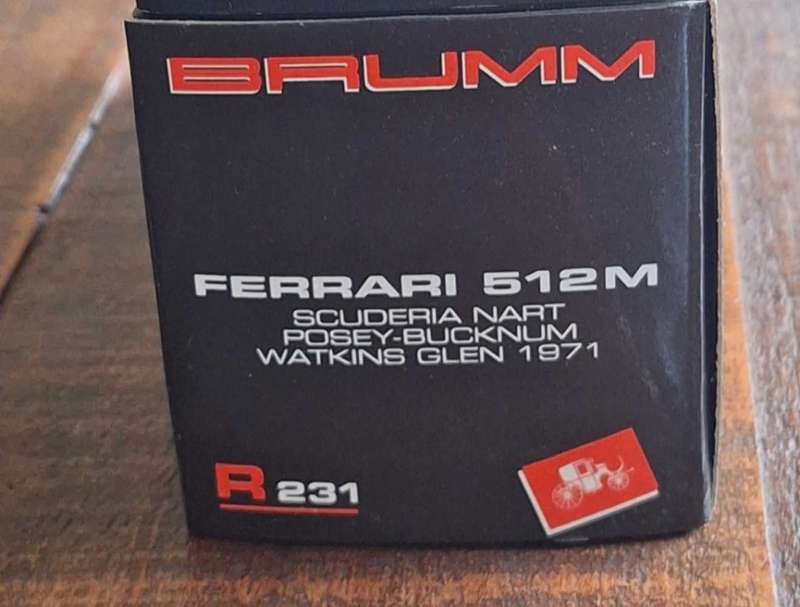 BRUMM
FERRARI 512M
SCUDERIA NART
POSEY-BUCKNUM
WATKINS GLEN 1971
R 231